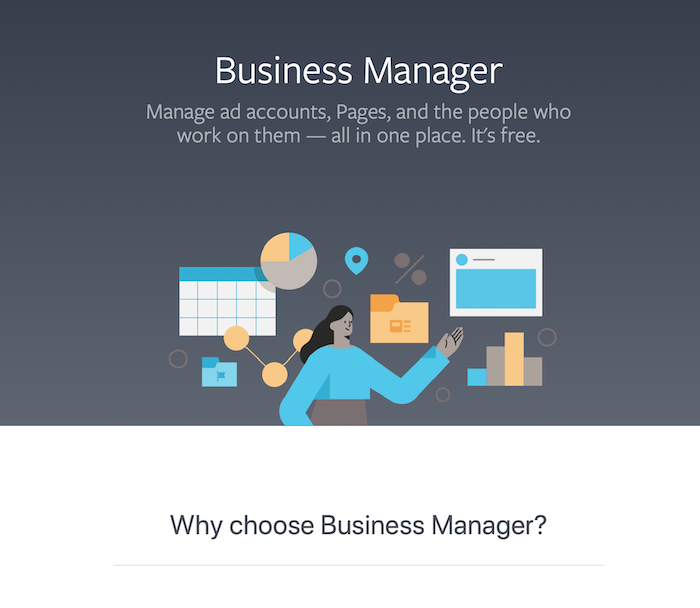 Business Manager
Manage ad accounts, Pages, and the people who
work on them — all in one place. It's free.
Why choose Business Manager?